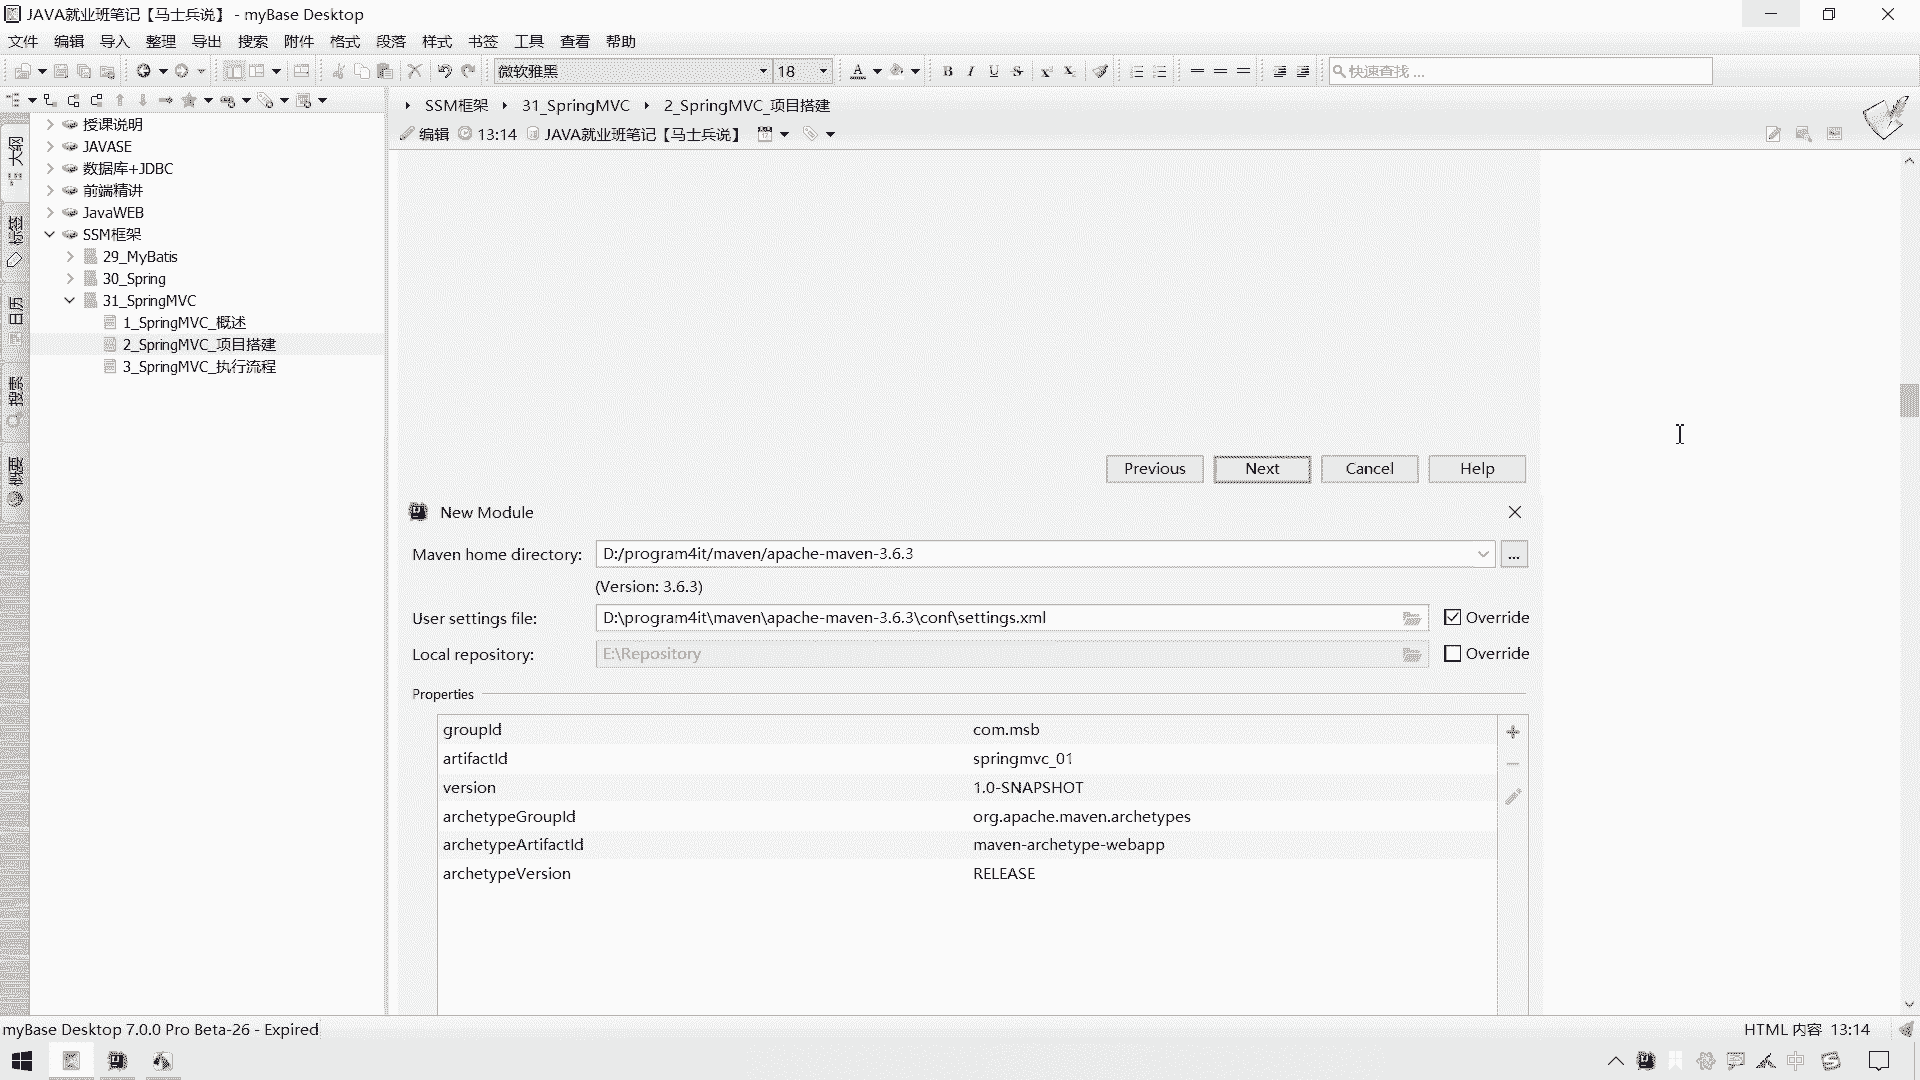 JAVA就业班笔记【马士兵说】 - myBase Desktop
文件 编辑 导入 整理 导出 搜索 附件 格式 段落 样式 书签 工具 查看 帮助
微软雅黑 18 快速查找 ...
SSM框架 31_SpringMVC 2_SpringMVC_项目搭建
编辑 13:14 JAVA就业班笔记【马士兵说】
大纲
标签
日历
搜索
授课说明
JAVASE
数据库+JDBC
前端精讲
JavaWEB
SSM框架
29_MyBatis
30_Spring
31_SpringMVC
1_SpringMVC_概述
2_SpringMVC_项目搭建
3_SpringMVC_执行流程
Previous Next Cancel Help
New Module
Maven home directory: D:/program4it/maven/apache-maven-3.6.3 ...
(Version: 3.6.3)
User settings file: D:\program4it\maven\apache-maven-3.6.3\conf\settings.xml Override
Local repository: E:\Repository Override
Properties
groupId com.msb
artifactId springmvc_01
version 1.0-SNAPSHOT
archetypeGroupId org.apache.maven.archetypes
archetypeArtifactId maven-archetype-webapp
archetypeVersion RELEASE
myBase Desktop 7.0.0 Pro Beta-26 - Expired HTML 内容 13:14
中